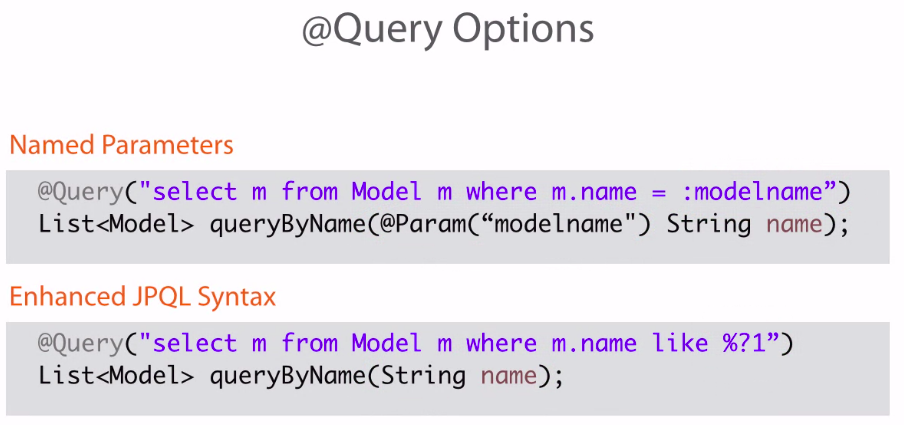 @Query Options
Named Parameters
@Query("select m from Model m where m.name = :modelname”)
List<Model> queryByName(@Param(“modelname") String name);
Enhanced JPQL Syntax
@Query("select m from Model m where m.name like %?1”)
List<Model> queryByName(String name);